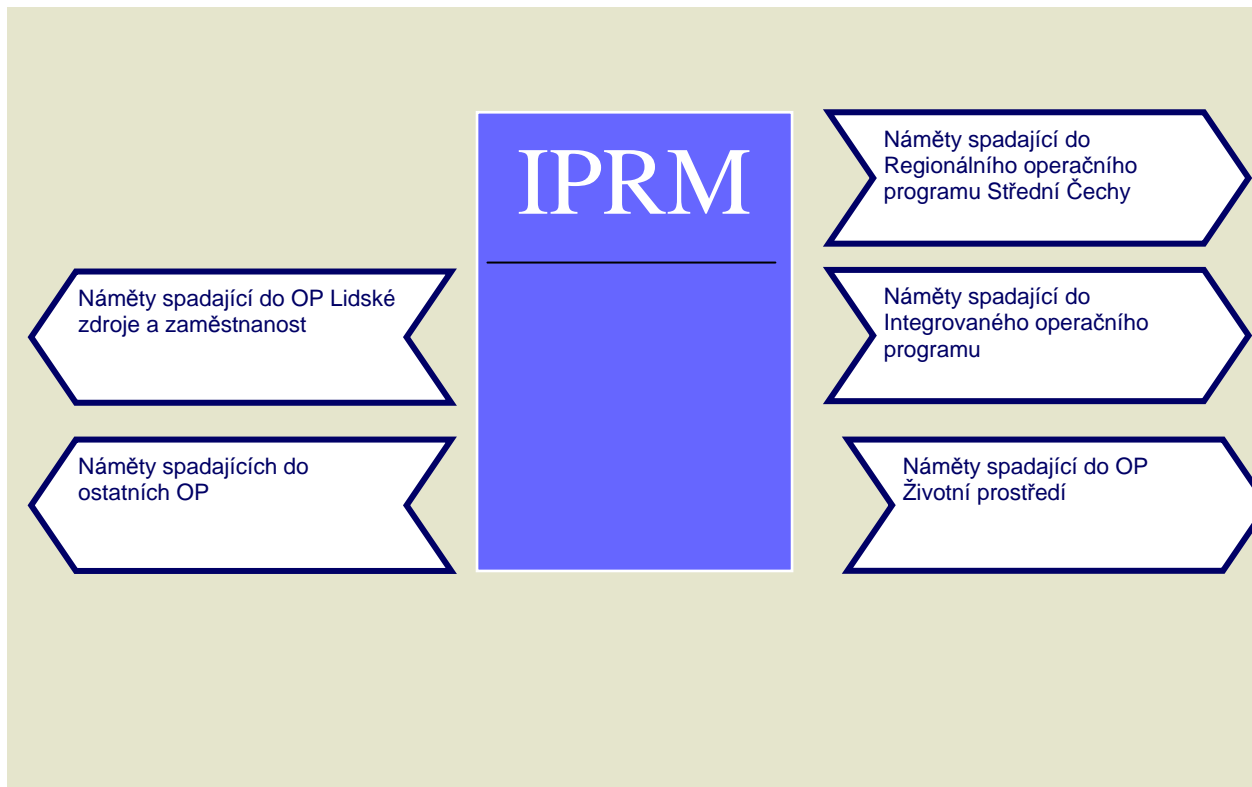 IPRM
Náměty spadající do
Regionálního operačního
programu Střední Čechy
Náměty spadající do OP Lidské
zdroje a zaměstnanost
Náměty spadající do
Integrovaného operačního
programu
Náměty spadajících do
ostatních OP
Náměty spadající do OP
Životní prostředí